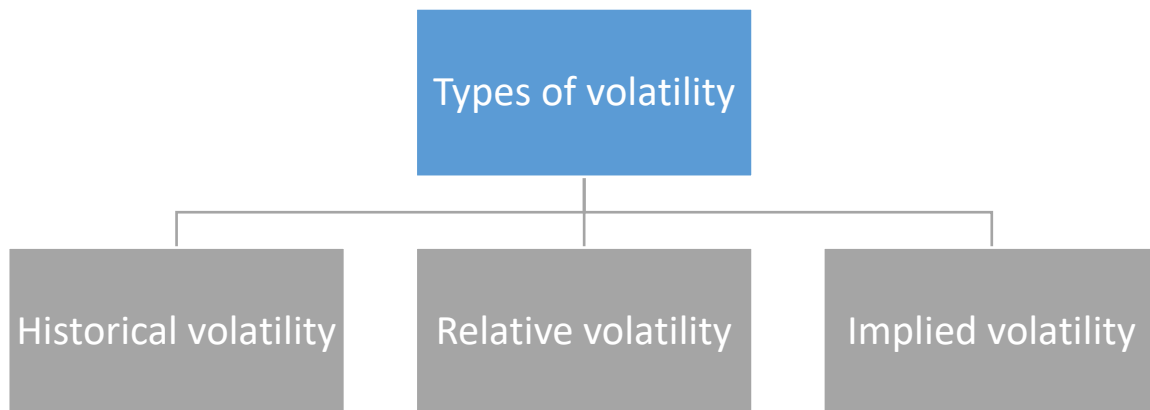 Types of volatility
Historical volatility
Relative volatility
Implied volatility